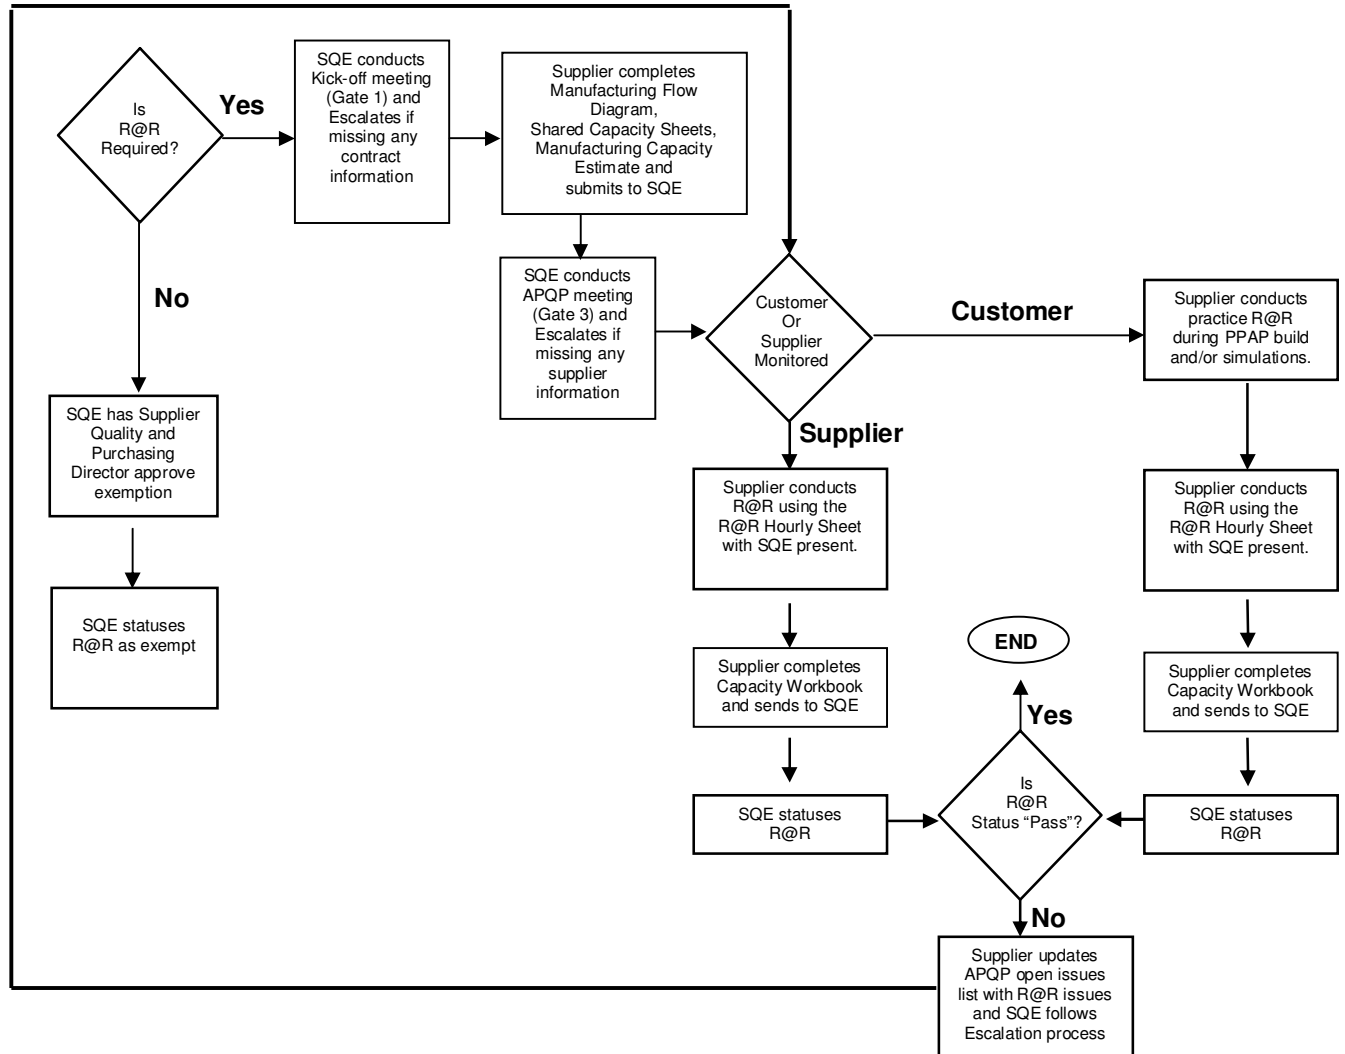 Is
R@R
Required?
Yes
SQE conducts
Kick-off meeting
(Gate 1) and
Escalates if
missing any
contract
information
Supplier completes
Manufacturing Flow
Diagram,
Shared Capacity Sheets,
Manufacturing Capacity
Estimate and
submits to SQE
No
SQE has Supplier
Quality and
Purchasing
Director approve
exemption
SQE statuses
R@R as exempt
SQE conducts
APQP meeting
(Gate 3) and
Escalates if
missing any
supplier
information
Customer
Or
Supplier
Monitored
Customer
Supplier conducts
practice R@R
during PPAP build
and/or simulations.
Supplier
Supplier conducts
R@R using the
R@R Hourly Sheet
with SQE present.
Supplier conducts
R@R using the
R@R Hourly Sheet
with SQE present.
Supplier completes
Capacity Workbook
and sends to SQE
END
Supplier completes
Capacity Workbook
and sends to SQE
Yes
SQE statuses
R@R
Is
R@R
Status “Pass”?
SQE statuses
R@R
No
Supplier updates
APQP open issues
list with R@R issues
and SQE follows
Escalation process